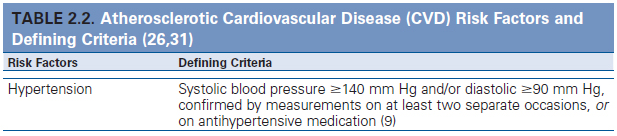 TABLE 2.2. Atherosclerotic Cardiovascular Disease (CVD) Risk Factors and
Defining Criteria (26,31)
Risk Factors Defining Criteria
Hypertension Systolic blood pressure ≥140 mm Hg and/or diastolic ≥90 mm Hg,
confirmed by measurements on at least two separate occasions, or
on antihypertensive medication (9)